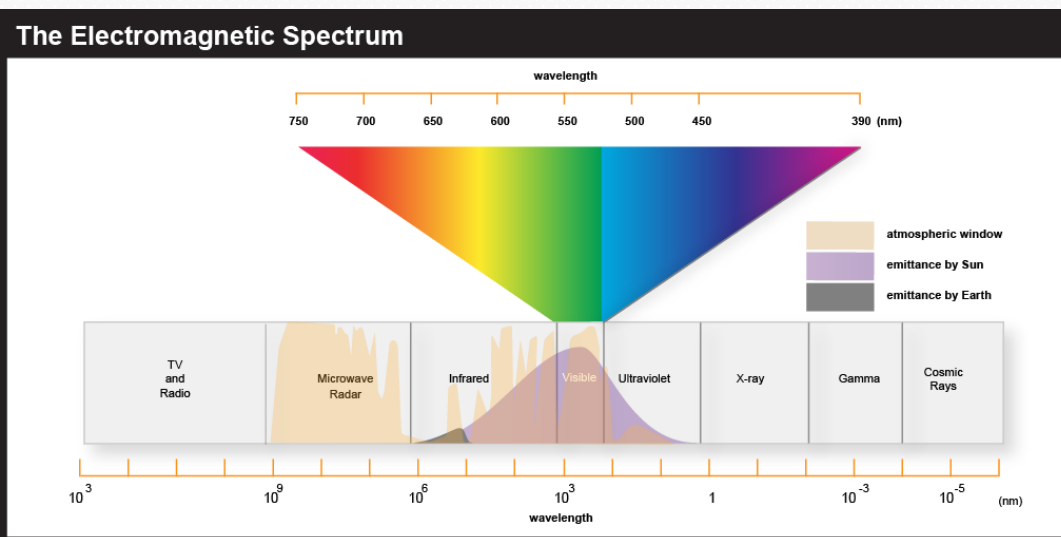 The Electromagnetic Spectrum
wavelength
750 700 650 600 550 500 450 390 (nm)
atmospheric window
emittance by Sun
emittance by Earth
TV
and
Radio
Microwave
Radar
Infrared
Visible
Ultraviolet
X-ray
Gamma
Cosmic
Rays
10³ 10⁹ 10⁶ 10³ 1 10⁻³ 10⁻⁵ (nm)
wavelength